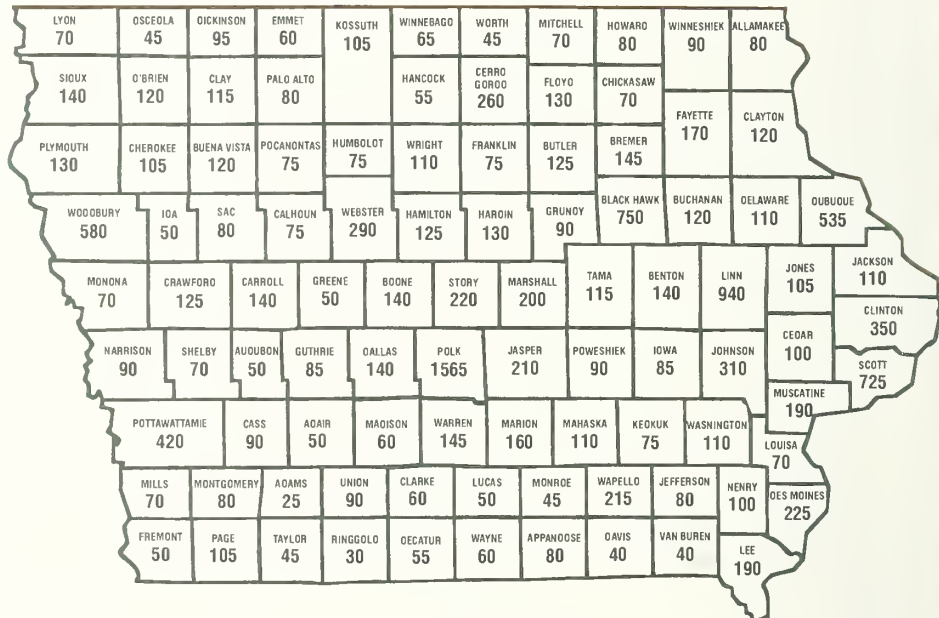 LYON
70
OSCEOLA
45
DICKINSON
95
EMMET
60
KOSSUTH
105
WINNEBAGO
65
WORTH
45
MITCHELL
70
HOWARD
80
WINNESHIEK
90
ALLAMAKEE
80
SIOUX
140
O'BRIEN
120
CLAY
115
PALO ALTO
80
HANCOCK
55
CERRO
GOROO
260
FLOYO
130
CHICKASAW
70
FAYETTE
170
CLAYTON
120
PLYMOUTH
130
CHEROKEE
105
BUENA VISTA
120
POCANONTAS
75
HUMBOLOT
75
WRIGHT
110
FRANKLIN
75
BUTLER
125
BREMER
145
WOOOBURY
580
IOA
50
SAC
80
CALHOUN
75
WEBSTER
290
HAMILTON
125
HAROIN
130
GRUNOY
90
BLACK HAWK
750
BUCHANAN
120
OELAWARE
110
OUBUOUE
535
MONONA
70
CRAWFORO
125
CARROLL
140
GREENE
50
BOONE
140
STORY
220
MARSHALL
200
TAMA
115
BENTON
140
LINN
940
JONES
105
JACKSON
110
CLINTON
350
NARRISON
90
SHELBY
70
AUOUBON
50
GUTHRIE
85
OALLAS
140
POLK
1565
JASPER
210
POWESHIEK
90
IOWA
85
JOHNSON
310
CEOAR
100
SCOTT
725
MUSCATINE
190
POTTAWATTAMIE
420
CASS
90
AOAIR
50
MAOISON
60
WARREN
145
MARION
160
MAHASKA
110
KEOKUK
75
WASNINGTON
110
LOUISA
70
MILLS
70
MONTGOMERY
80
AOAMS
25
UNION
90
CLARKE
60
LUCAS
50
MONROE
45
WAPELLO
215
JEFFERSON
80
NENRY
100
OES MOINES
225
FREMONT
50
PAGE
105
TAYLOR
45
RINGGOLO
30
OECATUR
55
WAYNE
60
APPANOOSE
80
OAVIS
40
VAN BUREN
40
LEE
190